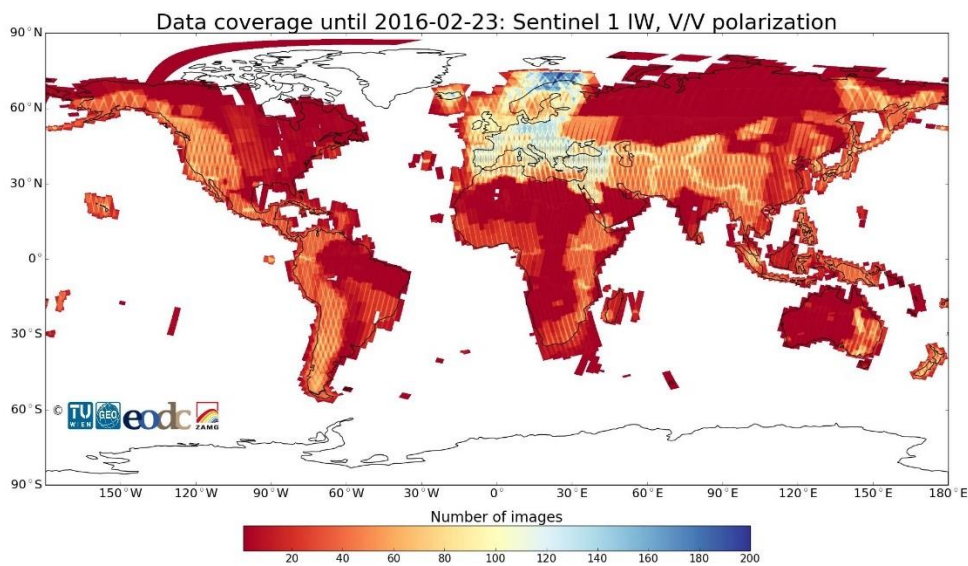 Data coverage until 2016-02-23: Sentinel 1 IW, V/V polarization
90°N
60°N
30°N
0°
30°S
60°S
90°S
© TU WIEN GEO eodc ZAMG
150°W 120°W 90°W 60°W 30°W 0° 30°E 60°E 90°E 120°E 150°E 180°E
Number of images
20 40 60 80 100 120 140 160 180 200